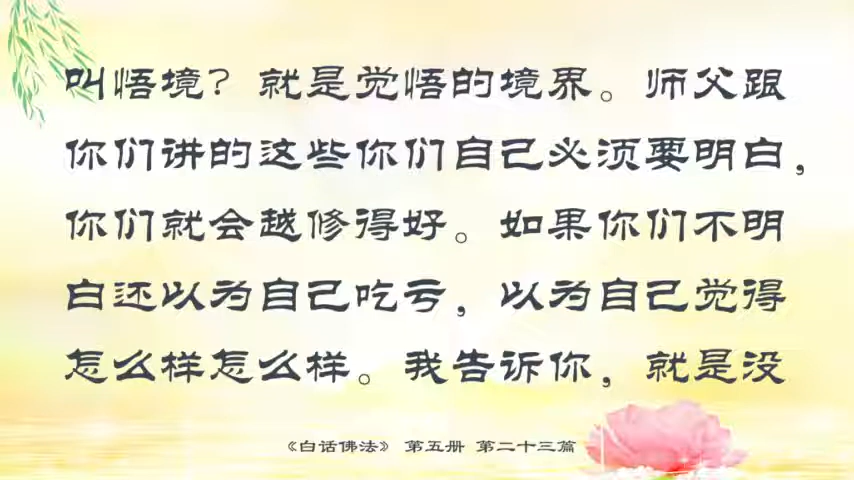 叫悟境？就是觉悟的境界。师父跟
你们讲的这些你们自己必须要明白，
你们就会越修得好。如果你们不明
白还以为自己吃亏，以为自己觉得
怎么样怎么样。我告诉你，就是没
《白话佛法》 第五册 第二十三篇